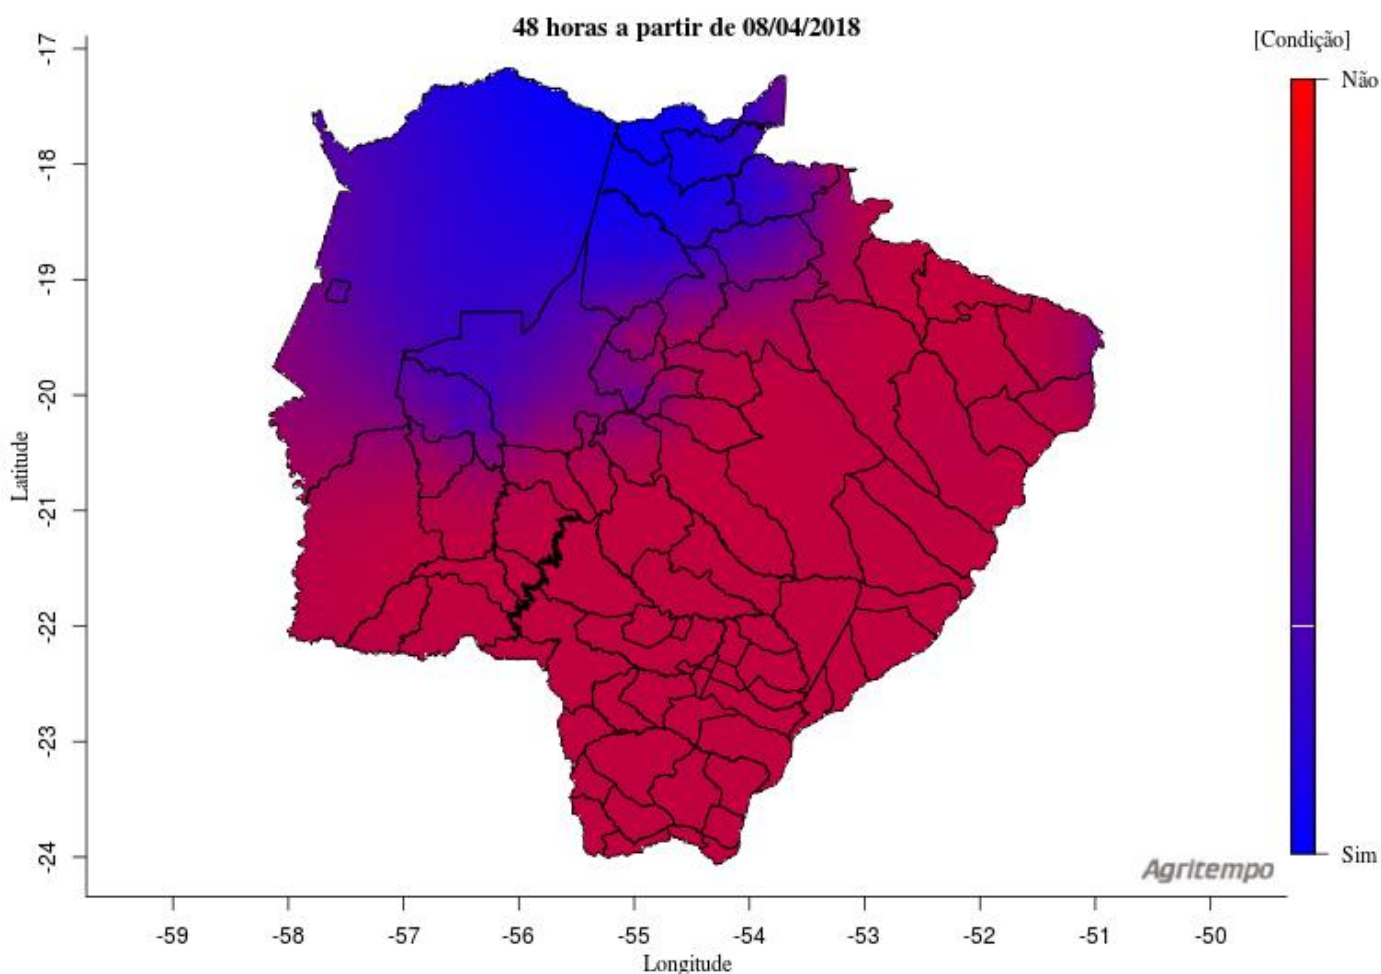 48 horas a partir de 08/04/2018
[Condição]
Não
Sim
-17
-18
-19
-20
-21
-22
-23
-24
Latitude
Agritempo
-59 -58 -57 -56 -55 -54 -53 -52 -51 -50
Longitude